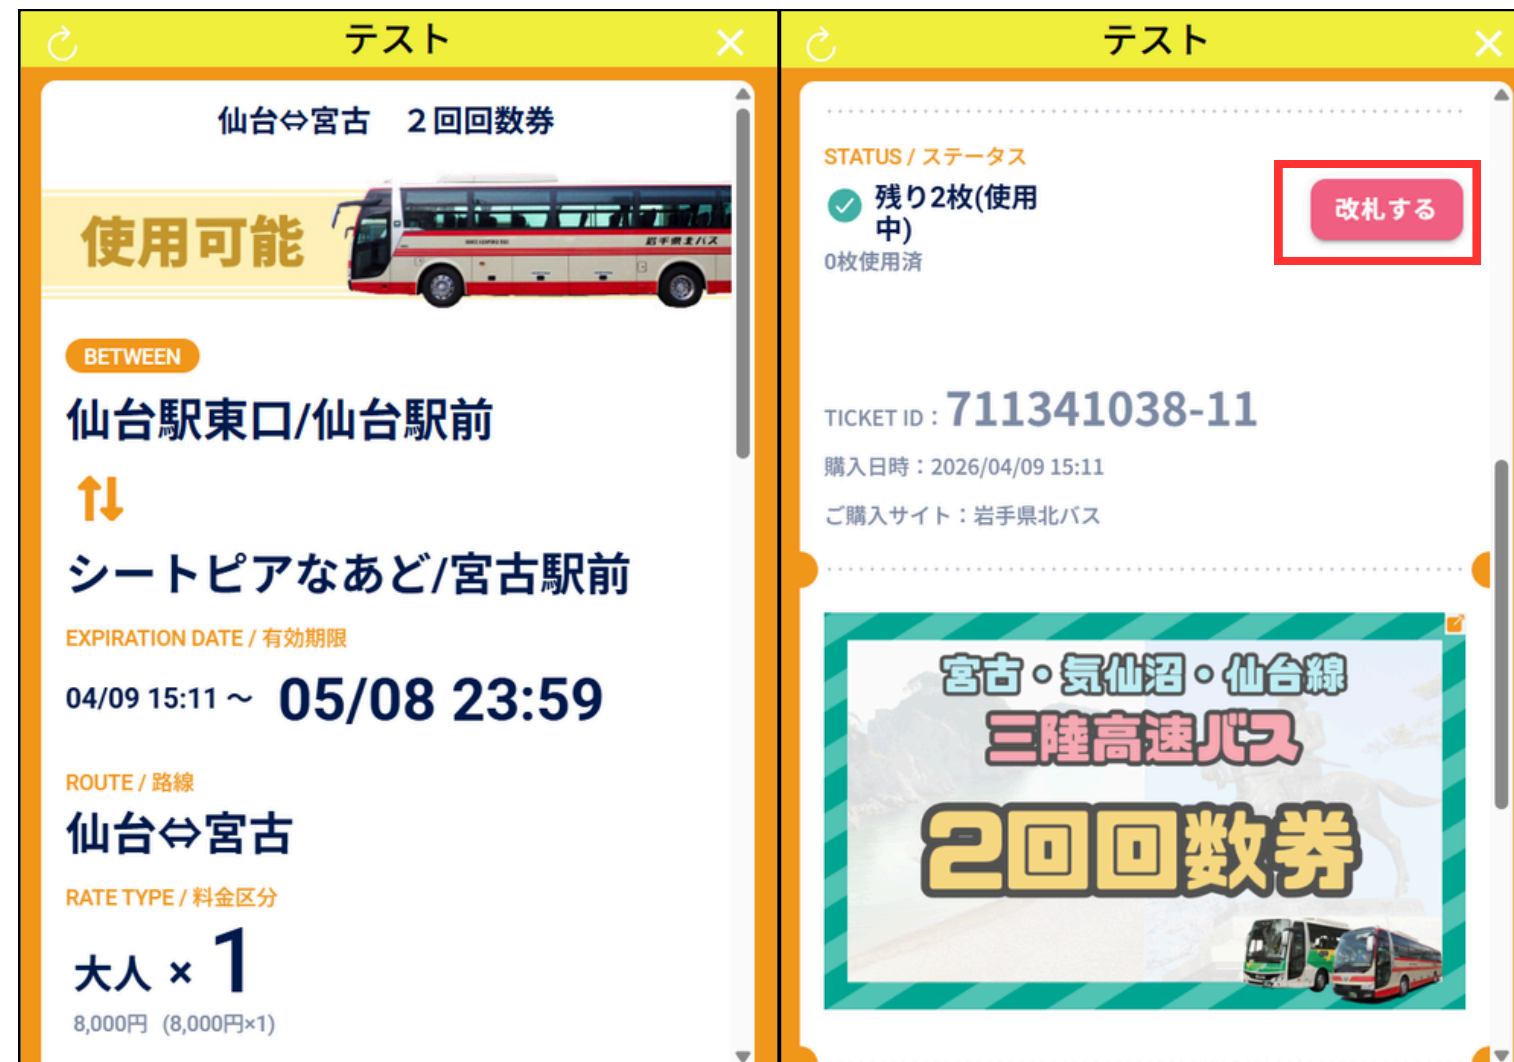 テスト
仙台⇔宮古　２回回数券
使用可能
岩手県北バス
BETWEEN
仙台駅東口/仙台駅前
シートピアなあど/宮古駅前
EXPIRATION DATE / 有効期限
04/09 15:11 ～ 05/08 23:59
ROUTE / 路線
仙台⇔宮古
RATE TYPE / 料金区分
大人 × 1
8,000円 (8,000円×1)
テスト
STATUS / ステータス
残り2枚(使用
中)
0枚使用済
改札する
TICKET ID : 711341038-11
購入日時：2026/04/09 15:11
ご購入サイト：岩手県北バス
宮古・気仙沼・仙台線
三陸高速バス
2回回数券